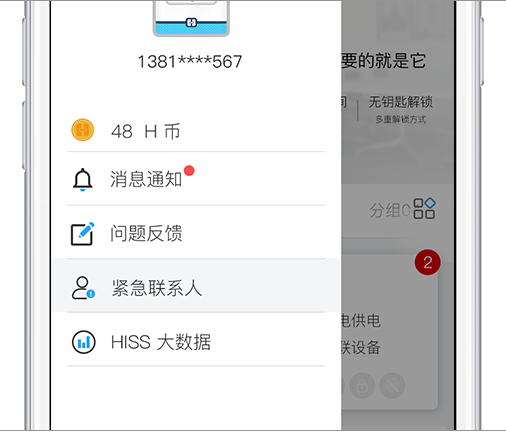 1381****567
要的就是它
48 H 币
间
无钥匙解锁
多重解锁方式
消息通知
分组0
问题反馈
2
紧急联系人
电供电
HISS 大数据
联设备